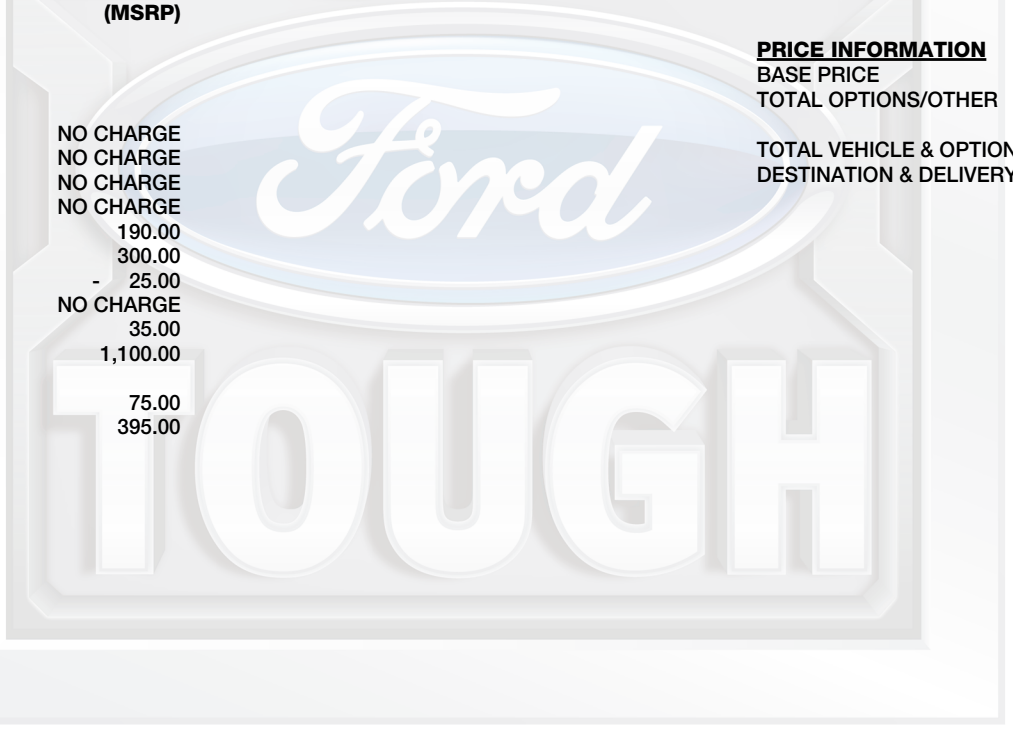 (MSRP)
NO CHARGE
NO CHARGE
NO CHARGE
NO CHARGE
190.00
300.00
- 25.00
NO CHARGE
35.00
1,100.00
75.00
395.00
PRICE INFORMATION
BASE PRICE
TOTAL OPTIONS/OTHER
TOTAL VEHICLE & OPTION
DESTINATION & DELIVERY
Ford
TOUGH